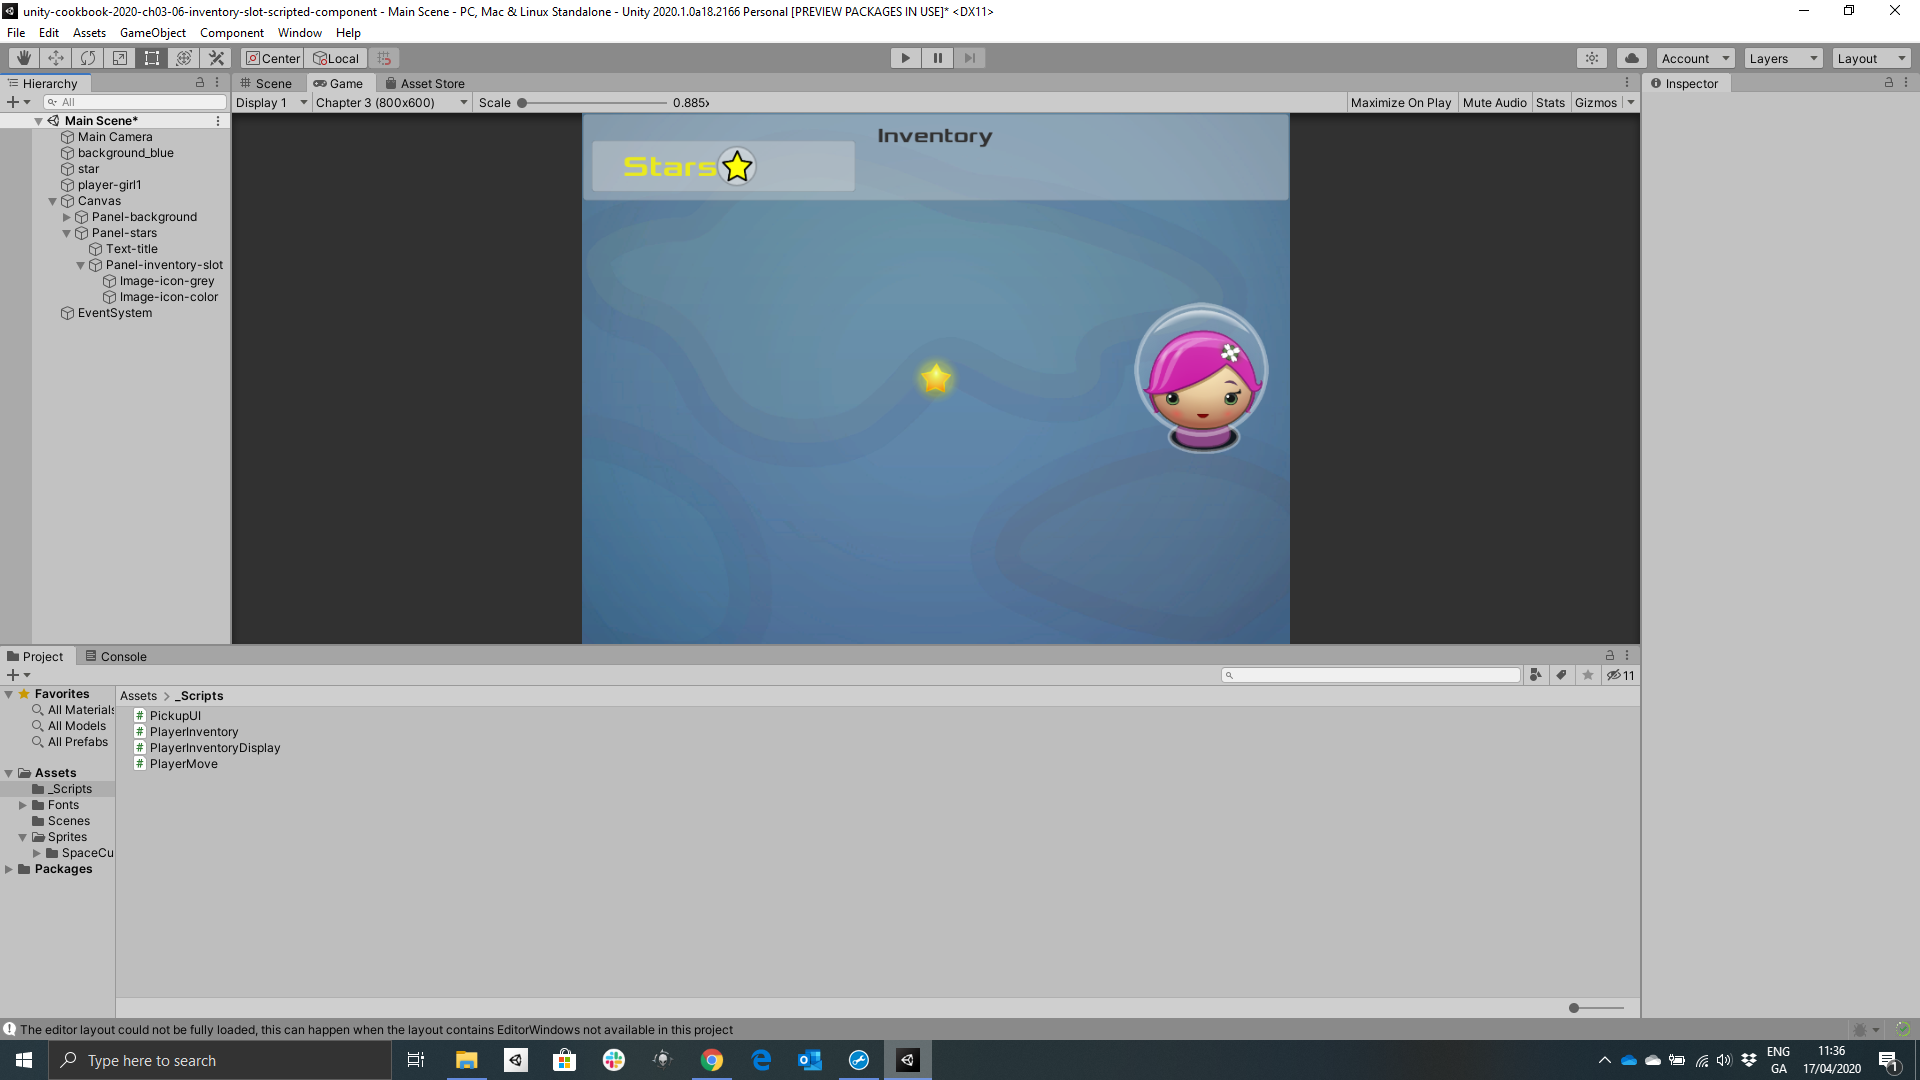 unity-cookbook-2020-ch03-06-inventory-slot-scripted-component - Main Scene - PC, Mac & Linux Standalone - Unity 2020.1.0a18.2166 Personal [PREVIEW PACKAGES IN USE]* <DX11>
File Edit Assets GameObject Component Window Help
Center Local Account Layers Layout
Hierarchy
All
Main Scene*
Main Camera
background_blue
star
player-girl1
Canvas
Panel-background
Panel-stars
Text-title
Panel-inventory-slot
Image-icon-grey
Image-icon-color
EventSystem
Scene Game Asset Store
Display 1 Chapter 3 (800x600) Scale 0.885x Maximize On Play Mute Audio Stats Gizmos
Inventory
Stars
Inspector
Project Console
11
Favorites
All Materials
All Models
All Prefabs
Assets
_Scripts
Fonts
Scenes
Sprites
SpaceCu
Packages
Assets > _Scripts
PickupUI
PlayerInventory
PlayerInventoryDisplay
PlayerMove
The editor layout could not be fully loaded, this can happen when the layout contains EditorWindows not available in this project
Type here to search
ENG
GA
11:36
17/04/2020
1